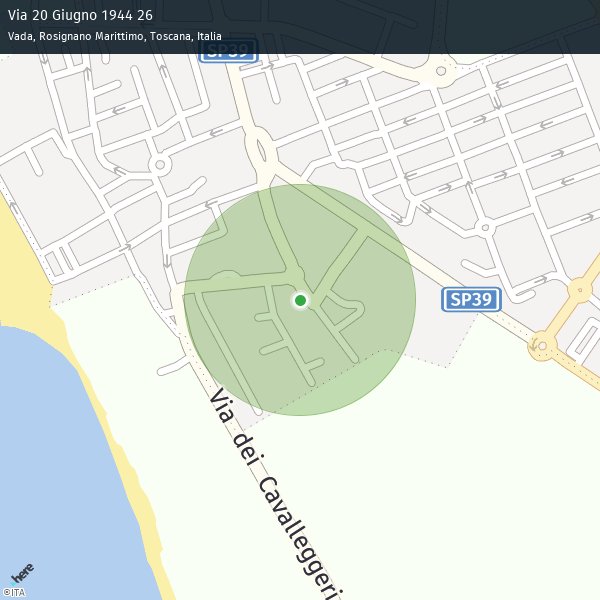 Via 20 Giugno 1944 26
Vada, Rosignano Marittimo, Toscana, Italia
SP39
SP39
Via dei Cavalleggeri
here
©ITA